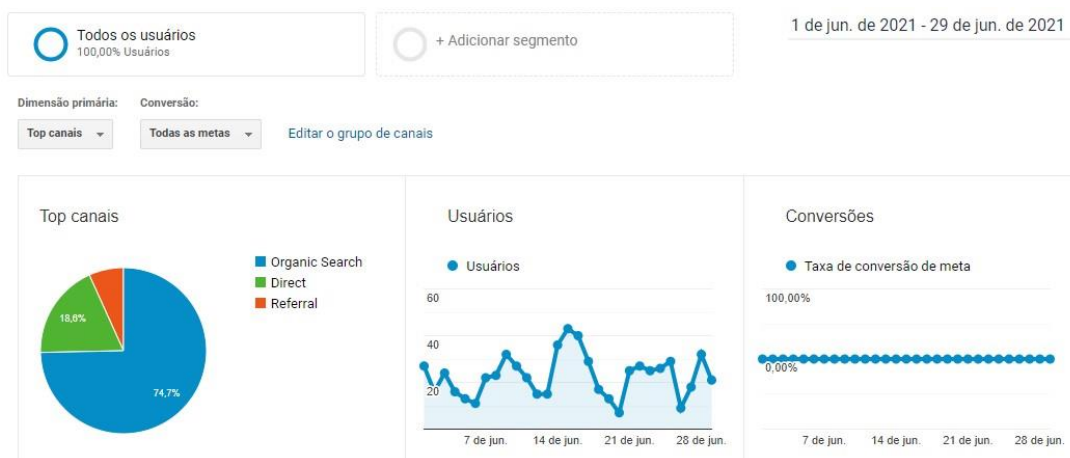 Todos os usuários
100,00% Usuários
+ Adicionar segmento
1 de jun. de 2021 - 29 de jun. de 2021
Dimensão primária:
Conversão:
Top canais
Todas as metas
Editar o grupo de canais
Top canais
Organic Search
Direct
Referral
18,6%
74,7%
Usuários
Usuários
60
40
20
7 de jun.
14 de jun.
21 de jun.
28 de jun.
Conversões
Taxa de conversão de meta
100,00%
0,00%
7 de jun.
14 de jun.
21 de jun.
28 de jun.